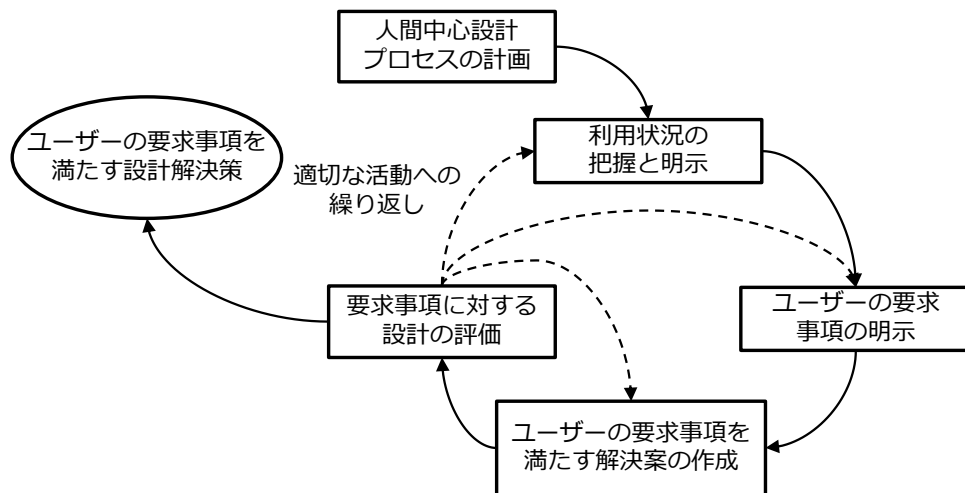 人間中心設計
プロセスの計画
利用状況の
把握と明示
ユーザーの要求事項を
満たす設計解決策
適切な活動への
繰り返し
要求事項に対する
設計の評価
ユーザーの要求
事項の明示
ユーザーの要求事項を
満たす解決案の作成